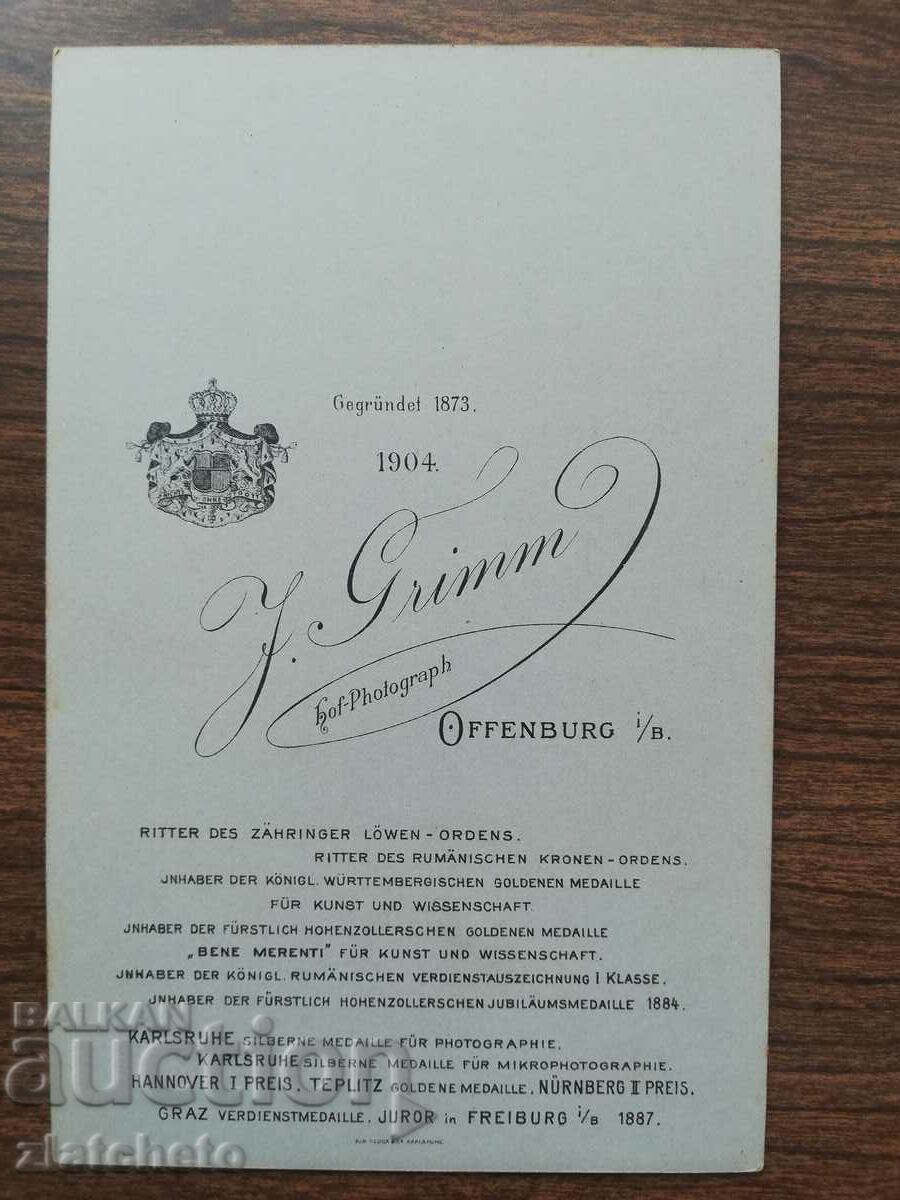 Gegründet 1873.
1904.
J. Grimm
Hof-Photograph
OFFENBURG i/B.
RITTER DES ZÄHRINGER LÖWEN-ORDENS.
RITTER DES RUMÄNISCHEN KRONEN-ORDENS.
JNHABER DER KÖNIGL. WÜRTTEMBERGISCHEN GOLDENEN MEDAILLE
FÜR KUNST UND WISSENSCHAFT.
JNHABER DER FÜRSTLICH HOHENZOLLERSCHEN GOLDENEN MEDAILLE
„BENE MERENTI" FÜR KUNST UND WISSENSCHAFT.
JNHABER DER KÖNIGL. RUMÄNISCHEN VERDIENSTAUSZEICHNUNG I KLASSE.
JNHABER DER FÜRSTLICH HOHENZOLLERSCHEN JUBILÄUMSMEDAILLE 1884.
KARLSRUHE SILBERNE MEDAILLE FÜR PHOTOGRAPHIE.
KARLSRUHE SILBERNE MEDAILLE FÜR MIKROPHOTOGRAPHIE.
HANNOVER I PREIS. TEPLITZ GOLDENE MEDAILLE. NÜRNBERG II PREIS.
GRAZ VERDIENSTMEDAILLE. JUROR in FREIBURG i/B 1887.
KARLSRUHE
BALKAN
auction
zlatcheto